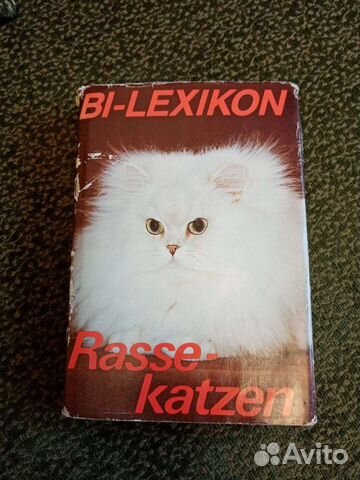 BI-LEXIKON
Rasse-
katzen
Avito